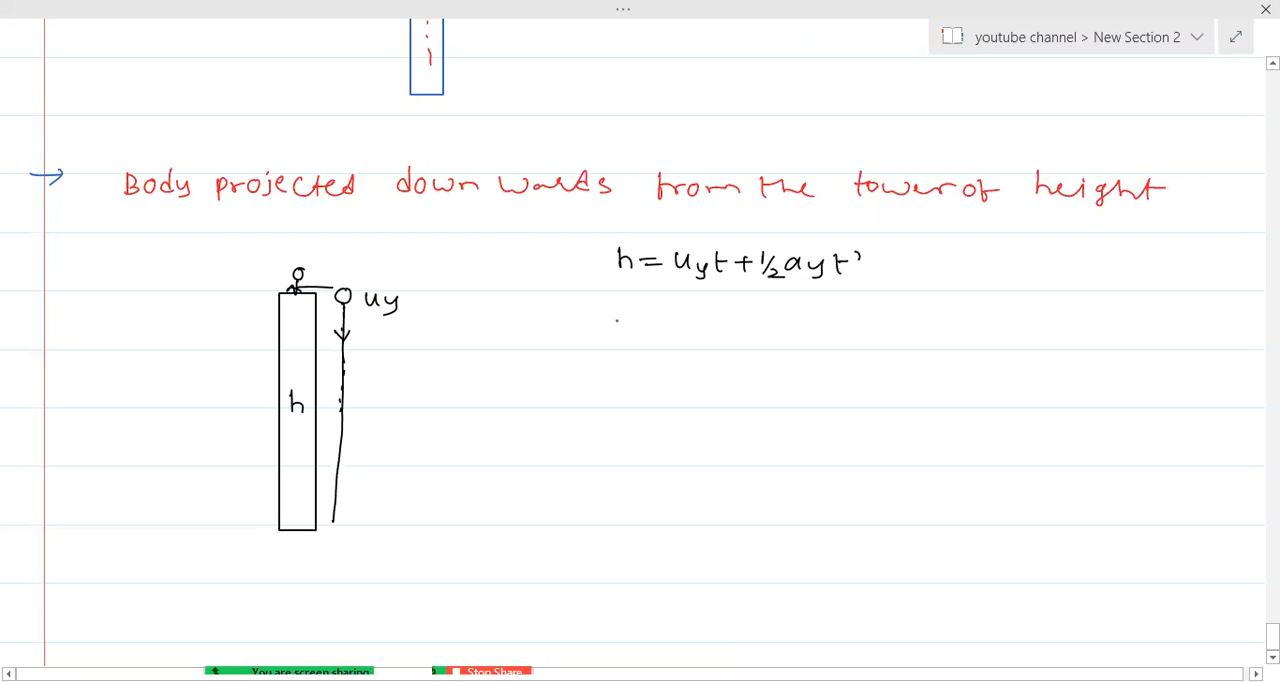 youtube channel > New Section 2
Body projected down wards from the tower of height
h = uyt + ½ayt²
uy
h
You are screen sharing
Stop Share